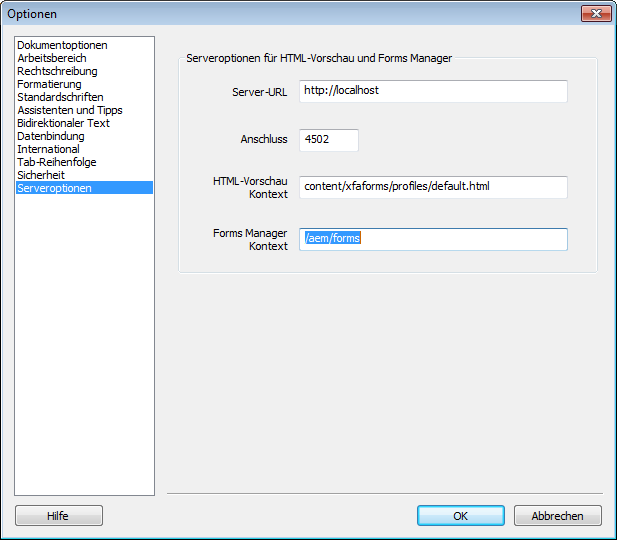 Optionen
Dokumentoptionen
Arbeitsbereich
Rechtschreibung
Formatierung
Standardschriften
Assistenten und Tipps
Bidirektionaler Text
Datenbindung
International
Tab-Reihenfolge
Sicherheit
Serveroptionen
Serveroptionen für HTML-Vorschau und Forms Manager
Server-URL http://localhost
Anschluss 4502
HTML-Vorschau
Kontext
content/xfaforms/profiles/default.html
Forms Manager
Kontext
/aem/forms
Hilfe OK Abbrechen